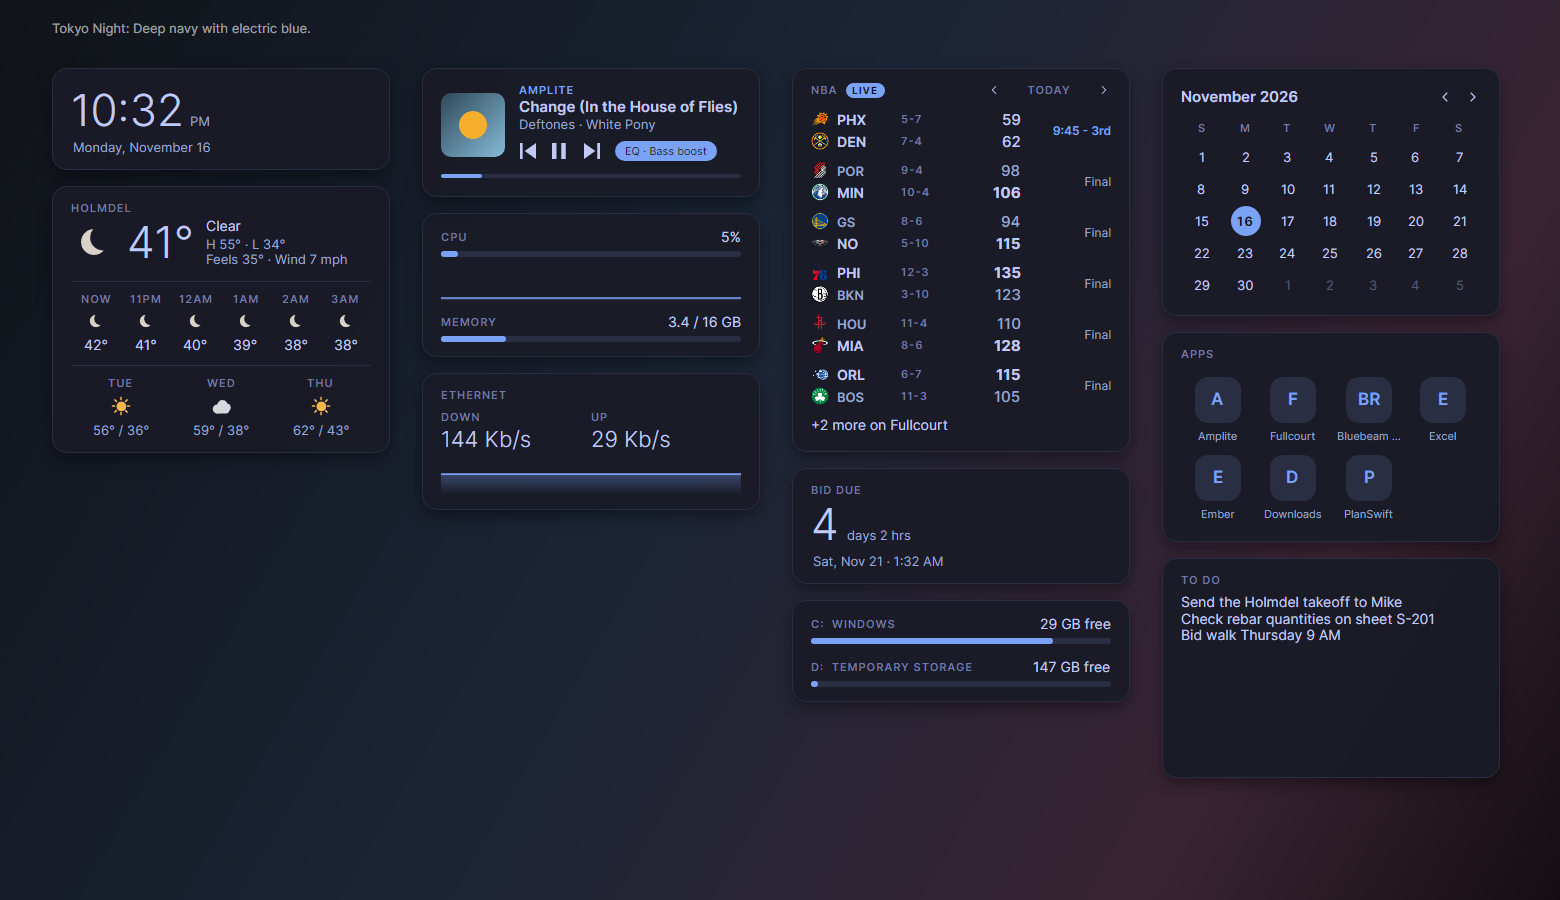 Tokyo Night: Deep navy with electric blue.
10:32 PM
Monday, November 16
HOLMDEL
41°
Clear
H 55° · L 34°
Feels 35° · Wind 7 mph
NOW 11PM 12AM 1AM 2AM 3AM
42° 41° 40° 39° 38° 38°
TUE WED THU
56° / 36° 59° / 38° 62° / 43°
AMPLITE
Change (In the House of Flies)
Deftones · White Pony
EQ · Bass boost
CPU 5%
MEMORY 3.4 / 16 GB
ETHERNET
DOWN UP
144 Kb/s 29 Kb/s
NBA LIVE TODAY
PHX 5-7 59
DEN 7-4 62
9:45 - 3rd
POR 9-4 98
MIN 10-4 106
Final
GS 8-6 94
NO 5-10 115
Final
PHI 12-3 135
BKN 3-10 123
Final
HOU 11-4 110
MIA 8-6 128
Final
ORL 6-7 115
BOS 11-3 105
Final
+2 more on Fullcourt
BID DUE
4 days 2 hrs
Sat, Nov 21 · 1:32 AM
C: WINDOWS 29 GB free
D: TEMPORARY STORAGE 147 GB free
November 2026
S M T W T F S
1 2 3 4 5 6 7
8 9 10 11 12 13 14
15 16 17 18 19 20 21
22 23 24 25 26 27 28
29 30 1 2 3 4 5
APPS
A F BR E
Amplite Fullcourt Bluebeam ... Excel
E D P
Ember Downloads PlanSwift
TO DO
Send the Holmdel takeoff to Mike
Check rebar quantities on sheet S-201
Bid walk Thursday 9 AM